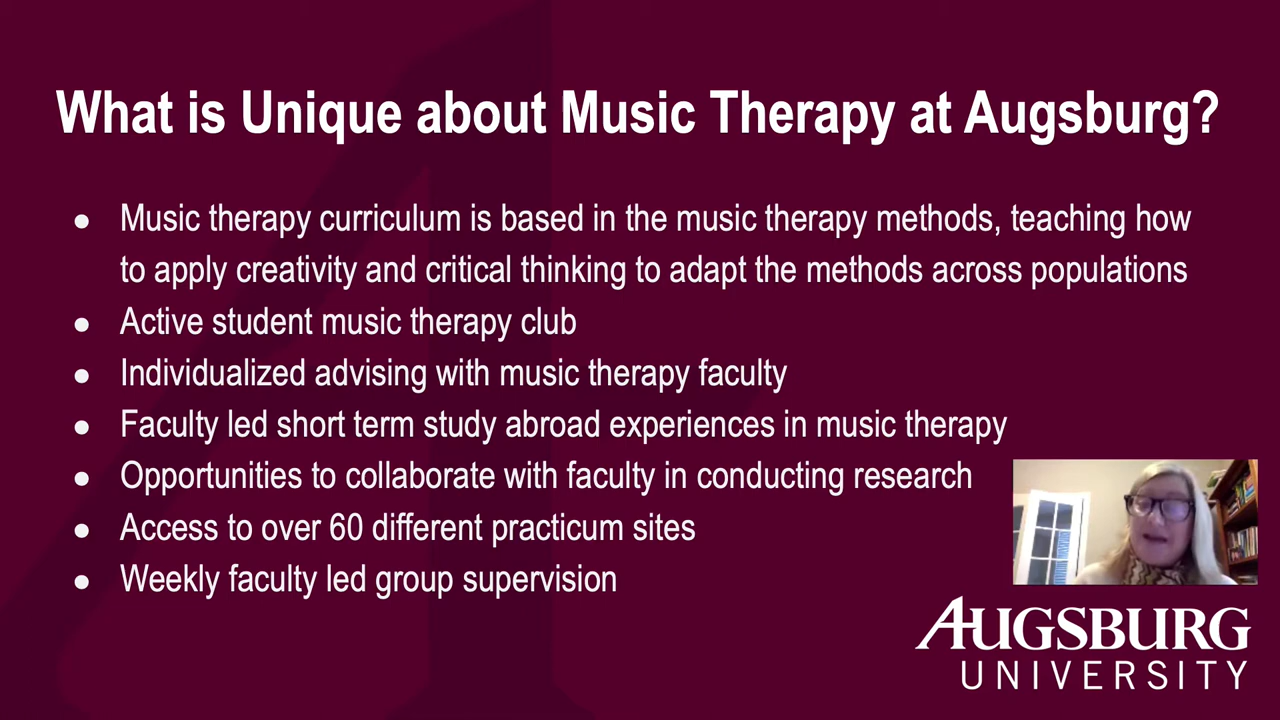 What is Unique about Music Therapy at Augsburg?
● Music therapy curriculum is based in the music therapy methods, teaching how
to apply creativity and critical thinking to adapt the methods across populations
● Active student music therapy club
● Individualized advising with music therapy faculty
● Faculty led short term study abroad experiences in music therapy
● Opportunities to collaborate with faculty in conducting research
● Access to over 60 different practicum sites
● Weekly faculty led group supervision
AUGSBURG
UNIVERSITY